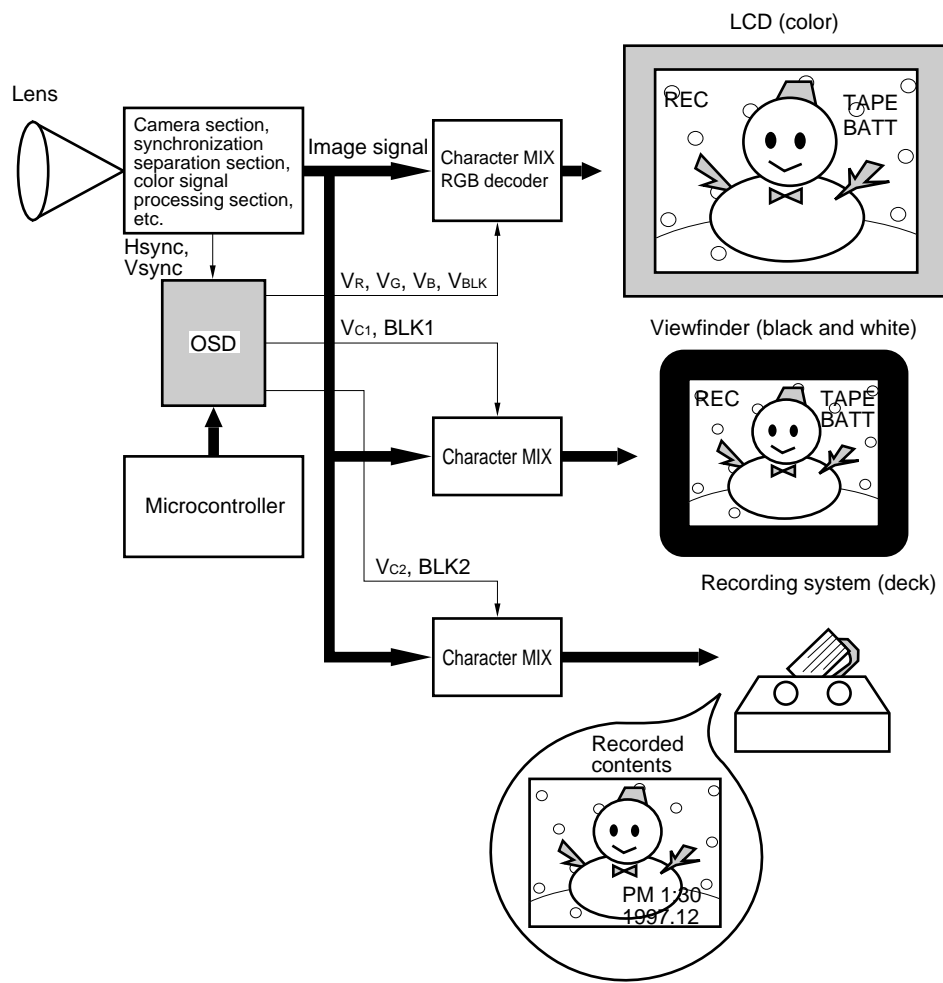 LCD (color)
Lens
Camera section,
synchronization
separation section,
color signal
processing section,
etc.
Image signal
Character MIX
RGB decoder
REC
TAPE
BATT
Hsync,
Vsync
VR, VG, VB, VBLK
OSD
VC1, BLK1
Viewfinder (black and white)
REC
TAPE
BATT
Character MIX
Microcontroller
VC2, BLK2
Recording system (deck)
Character MIX
Recorded
contents
PM 1:30
1997.12